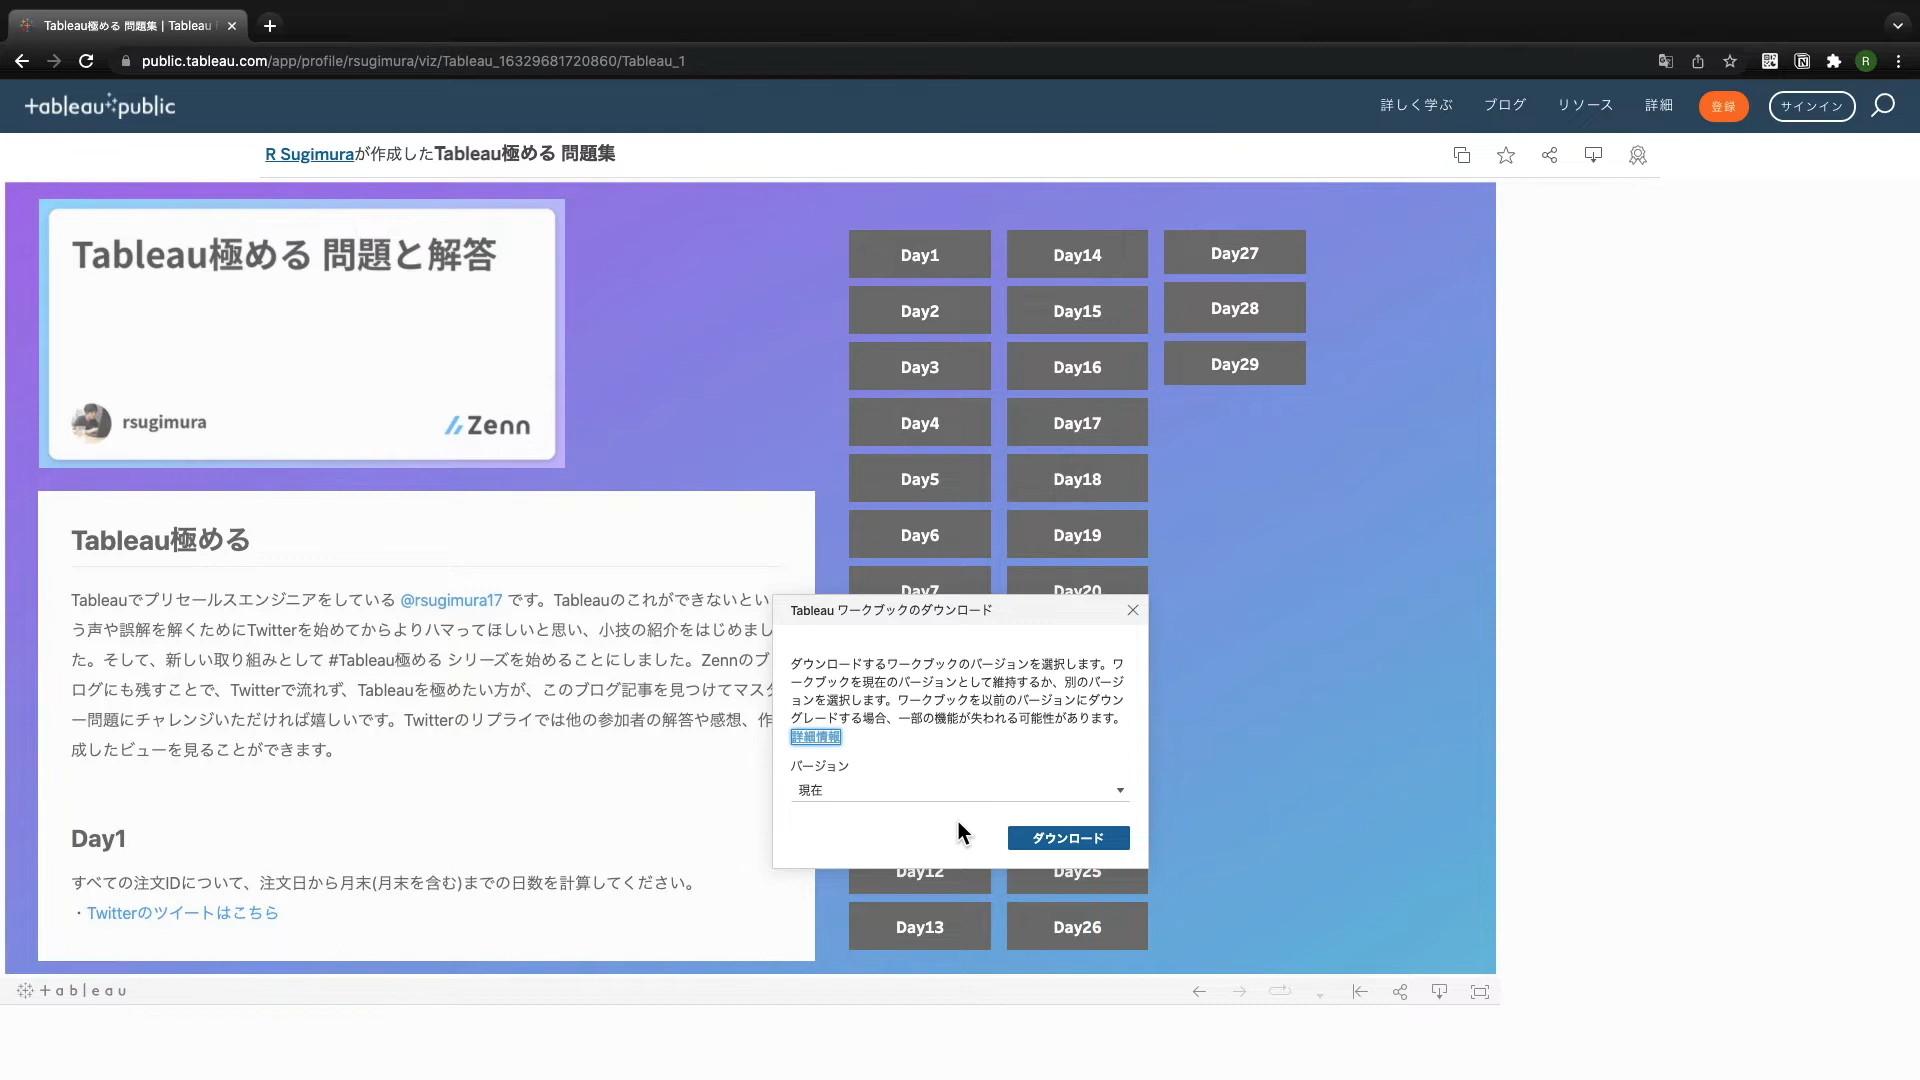 Tableau極める 問題集 | Tableau
public.tableau.com/app/profile/rsugimura/viz/Tableau_16329681720860/Tableau_1
R
tableau public
詳しく学ぶ
ブログ
リソース
詳細
登録
サインイン
R Sugimuraが作成したTableau極める 問題集
Tableau極める 問題と解答
rsugimura
Zenn
Tableau極める
TableauでプリセールスエンジニアをしているＡ @rsugimura17 です。Tableauのこれができないとい
う声や誤解を解くためにTwitterを始めてからよりハマってほしいと思い、小技の紹介をはじめまし
た。そして、新しい取り組みとして #Tableau極める シリーズを始めることにしました。Zennのブ
ログにも残すことで、Twitterで流れず、Tableauを極めたい方が、このブログ記事を見つけてマスタ
ー問題にチャレンジいただければ嬉しいです。Twitterのリプライでは他の参加者の解答や感想、作
成したビューを見ることができます。
Day1
すべての注文IDについて、注文日から月末(月末を含む)までの日数を計算してください。
・Twitterのツイートはこちら
Day1
Day2
Day3
Day4
Day5
Day6
Day7
Day12
Day13
Day14
Day15
Day16
Day17
Day18
Day19
Day20
Day25
Day26
Day27
Day28
Day29
Tableau ワークブックのダウンロード
ダウンロードするワークブックのバージョンを選択します。ワ
ークブックを現在のバージョンとして維持するか、別のバージ
ョンを選択します。ワークブックを以前のバージョンにダウン
グレードする場合、一部の機能が失われる可能性があります。
詳細情報
バージョン
現在
ダウンロード
tableau